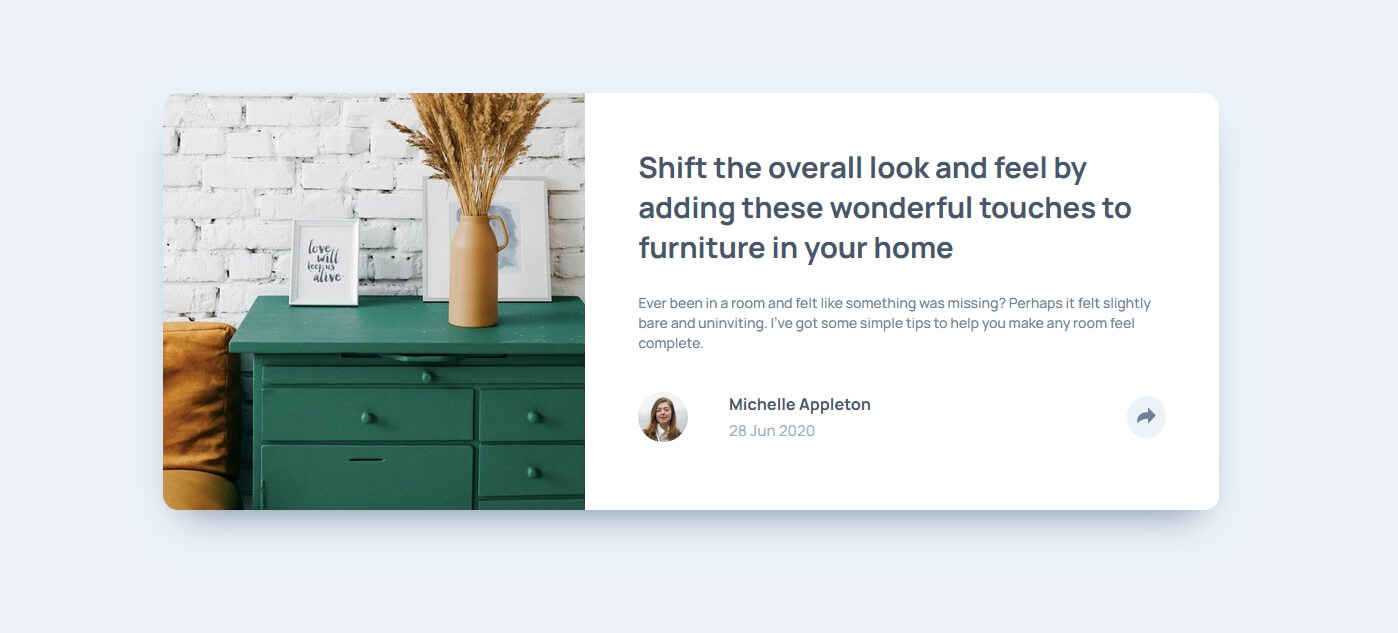 love
will
keep us
alive
Shift the overall look and feel by
adding these wonderful touches to
furniture in your home
Ever been in a room and felt like something was missing? Perhaps it felt slightly
bare and uninviting. I’ve got some simple tips to help you make any room feel
complete.
Michelle Appleton
28 Jun 2020